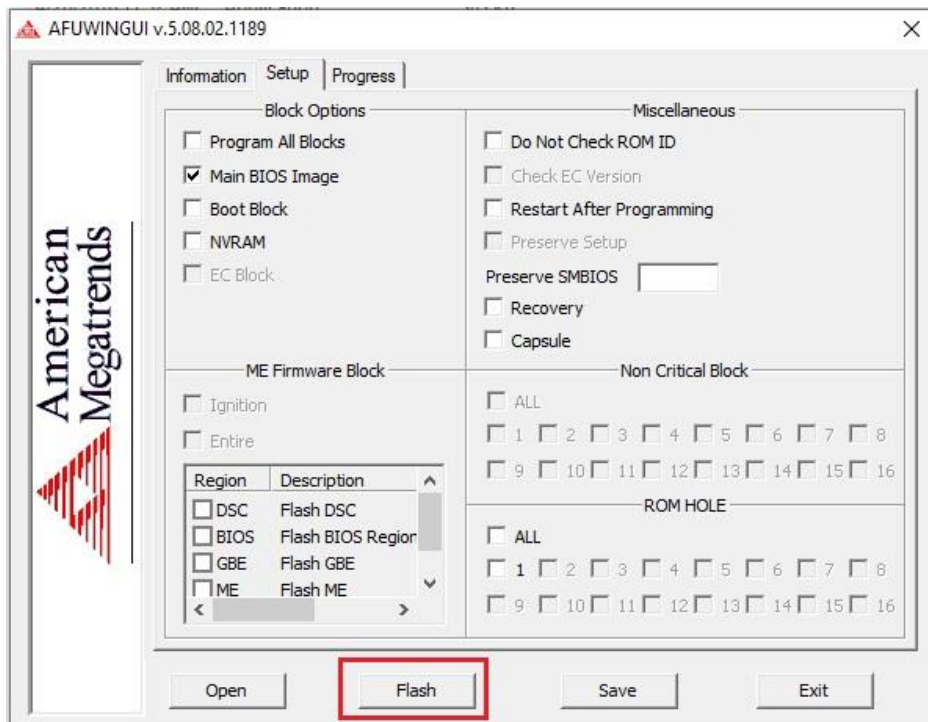 AFUWINGUI v.5.08.02.1189
American
Megatrends
Information Setup Progress
Block Options
Program All Blocks
Main BIOS Image
Boot Block
NVRAM
EC Block
Miscellaneous
Do Not Check ROM ID
Check EC Version
Restart After Programming
Preserve Setup
Preserve SMBIOS
Recovery
Capsule
ME Firmware Block
Ignition
Entire
Region Description
DSC Flash DSC
BIOS Flash BIOS Region
GBE Flash GBE
ME Flash ME
Non Critical Block
ALL
1 2 3 4 5 6 7 8
9 10 11 12 13 14 15 16
ROM HOLE
ALL
1 2 3 4 5 6 7 8
9 10 11 12 13 14 15 16
Open Flash Save Exit